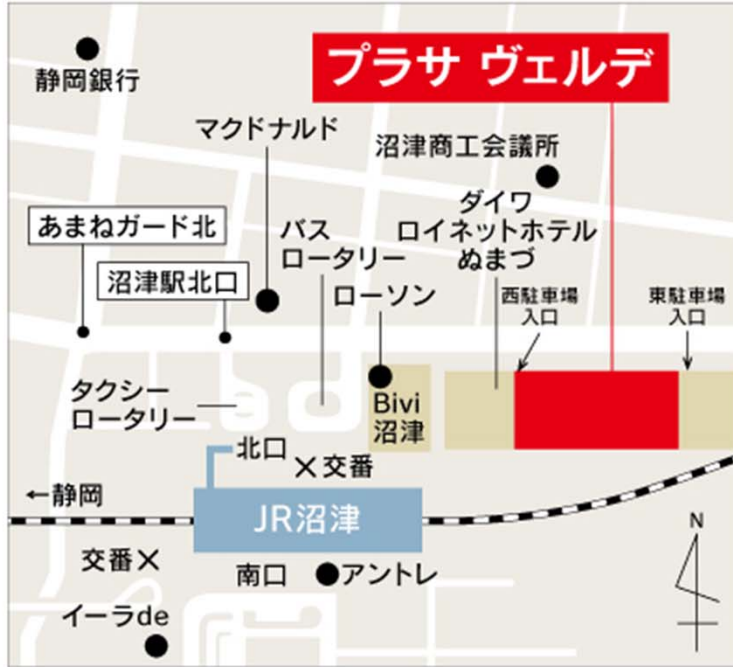 静岡銀行
プラサ ヴェルデ
マクドナルド
沼津商工会議所
あまねガード北
沼津駅北口
バス
ロータリー
ダイワ
ロイネットホテル
ぬまづ
ローソン
西駐車場
入口
東駐車場
入口
タクシー
ロータリー
Bivi
沼津
北口
×交番
←静岡
JR沼津
交番×
南口
アントレ
イーラde
N